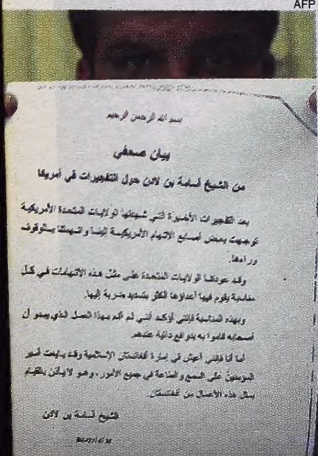 AFP
بسم الله الرحمن الرحيم
بيان صحفي
من الشيخ أسامة بن لادن حول التفجيرات في أمريكا
بعد التفجيرات الأخيرة التي شهدتها الولايات المتحدة الأمريكية
توجهت بعض أصابع الاتهام الأمريكية إلينا واتهمتنا بالوقوف
وراءها.
وقد عودتنا الولايات المتحدة على مثل هذه الاتهامات في كل
مناسبة يقوم فيها أعداؤها الكثر بتسديد ضربة إليها.
وبهذه المناسبة فإنني أؤكد أنني لم أقم بهذا العمل الذي يبدو أن
أصحابه قاموا به بدوافع ذاتية عندهم.
أما أنا فإنني أعيش في إمارة أفغانستان الإسلامية وقد بايعت أمير
المؤمنين على السمع والطاعة في جميع الأمور، وهو لا يأذن بالقيام
بمثل هذه الأعمال من أفغانستان.
الشيخ أسامة بن لادن